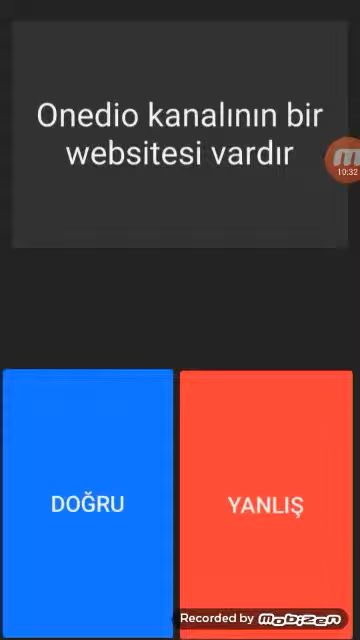 Onedio kanalının bir
websitesi vardır
10:32
DOĞRU
YANLIŞ
Recorded by Mobizen